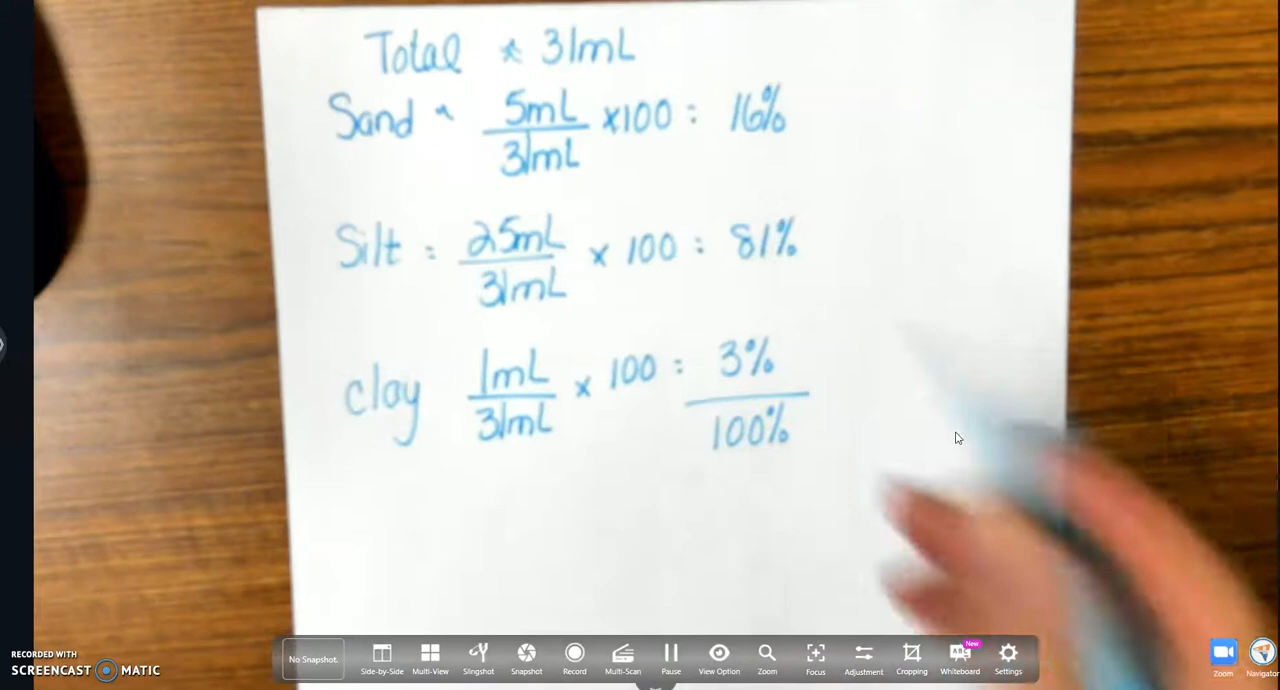 Total * 31mL
Sand - 5mL/31mL x100 = 16%
Silt = 25mL/31mL x 100 = 81%
clay 1mL/31mL x 100 = 3%
100%
No Snapshot.
Side-by-Side
Multi-View
Slingshot
Snapshot
Record
Multi-Scan
Pause
View Option
Zoom
Focus
Adjustment
Cropping
New
ABC
Whiteboard
Settings
RECORDED WITH
SCREENCAST MATIC
Zoom
Navigato